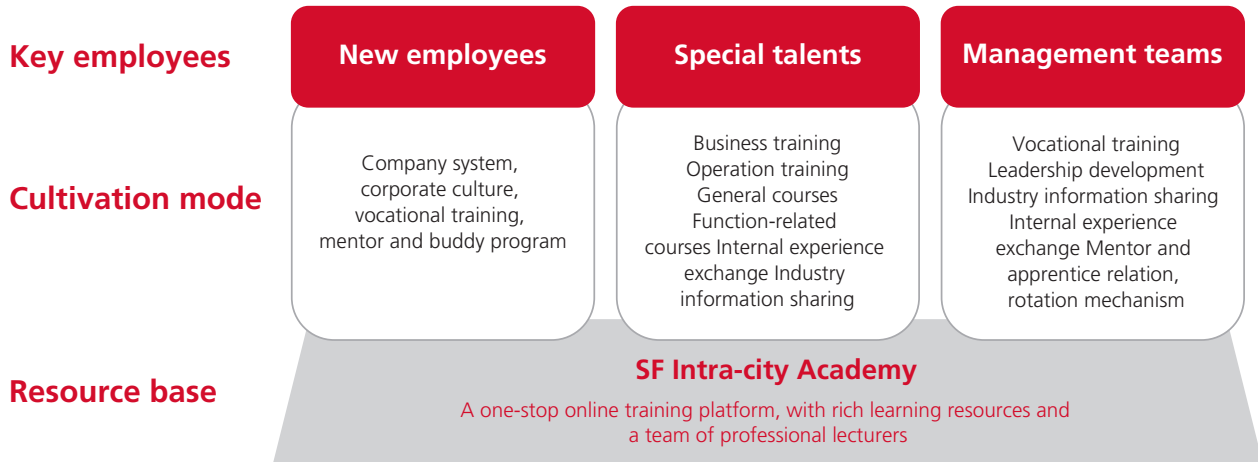 Key employees
New employees
Special talents
Management teams
Cultivation mode
Company system,
corporate culture,
vocational training,
mentor and buddy program
Business training
Operation training
General courses
Function-related
courses Internal experience
exchange Industry
information sharing
Vocational training
Leadership development
Industry information sharing
Internal experience
exchange Mentor and
apprentice relation,
rotation mechanism
Resource base
SF Intra-city Academy
A one-stop online training platform, with rich learning resources and
a team of professional lecturers